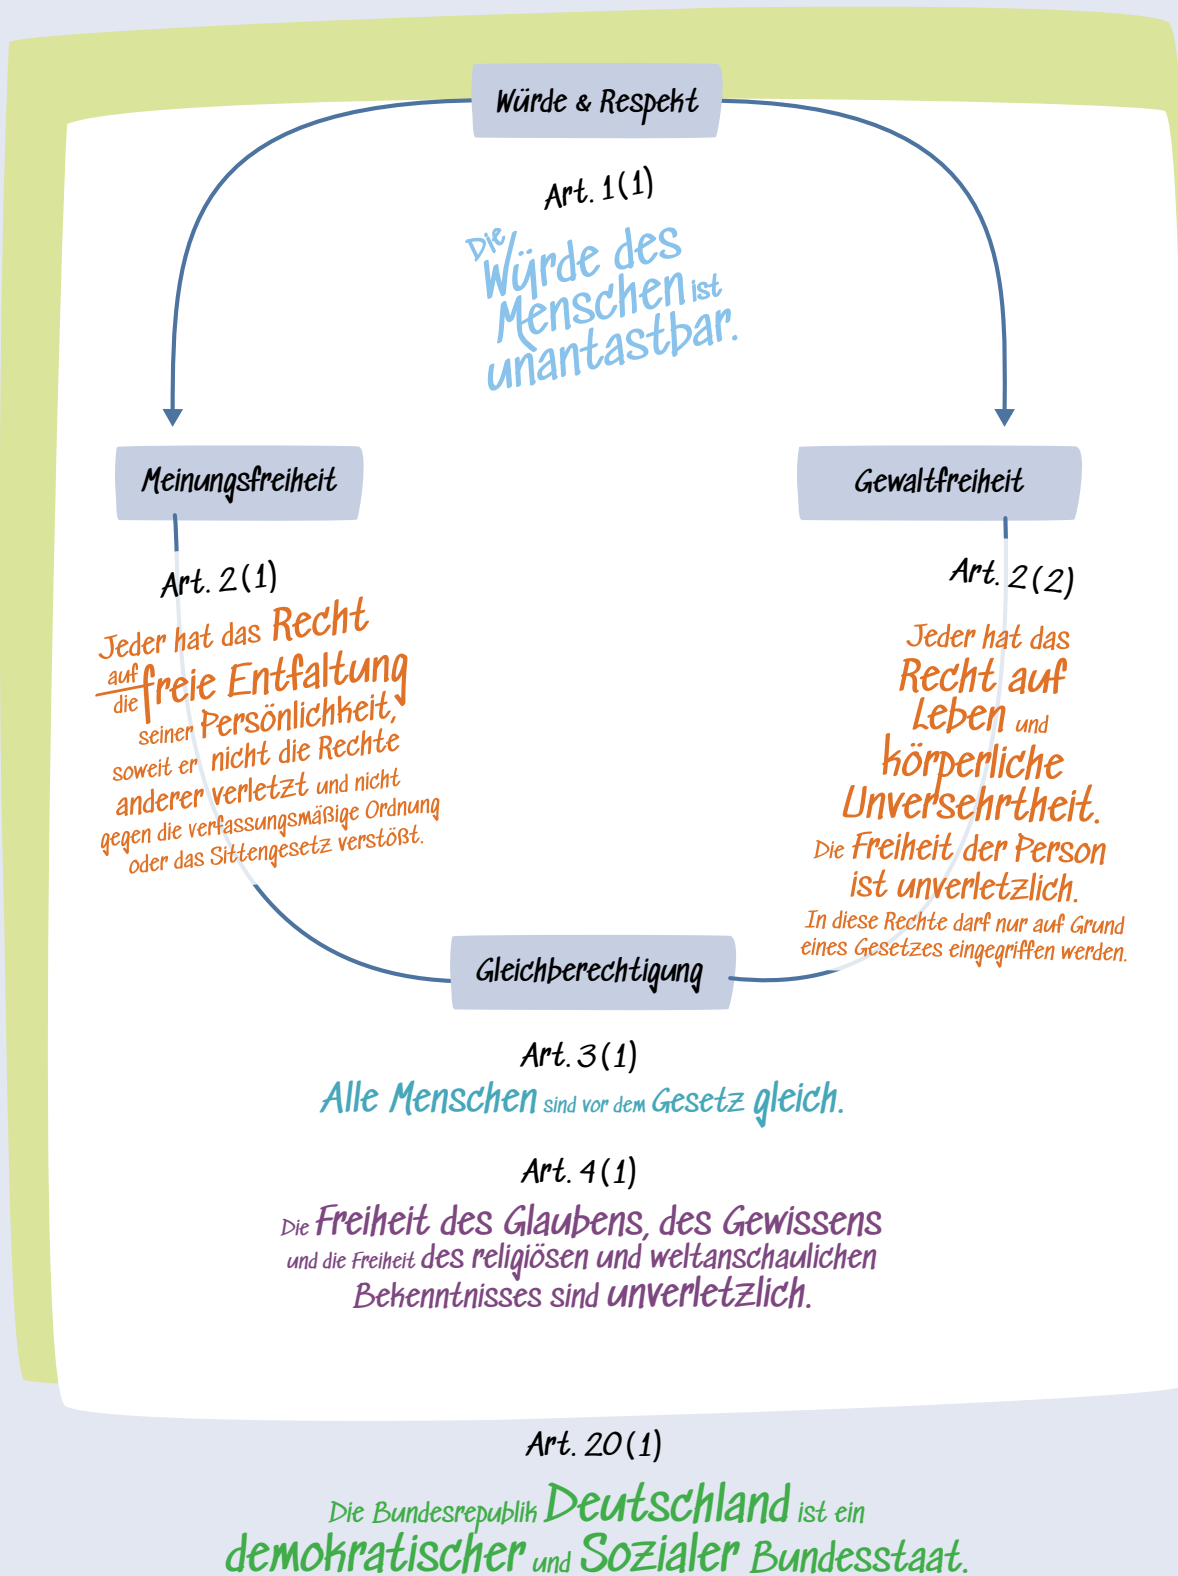 Würde & Respekt
Art. 1(1)
Die
Würde des
Menschen ist
unantastbar.
Meinungsfreiheit
Art. 2(1)
Jeder hat das Recht
auf
die freie Entfaltung
seiner Persönlichkeit,
soweit er nicht die Rechte
anderer verletzt und nicht
gegen die verfassungsmäßige Ordnung
oder das Sittengesetz verstößt.
Gewaltfreiheit
Art. 2(2)
Jeder hat das
Recht auf
Leben und
körperliche
Unversehrtheit.
Die Freiheit der Person
ist unverletzlich.
In diese Rechte darf nur auf Grund
eines Gesetzes eingegriffen werden.
Gleichberechtigung
Art. 3(1)
Alle Menschen sind vor dem Gesetz gleich.
Art. 4(1)
Die Freiheit des Glaubens, des Gewissens
und die Freiheit des religiösen und weltanschaulichen
Bekenntnisses sind unverletzlich.
Art. 20(1)
Die Bundesrepublik Deutschland ist ein
demokratischer und Sozialer Bundesstaat.